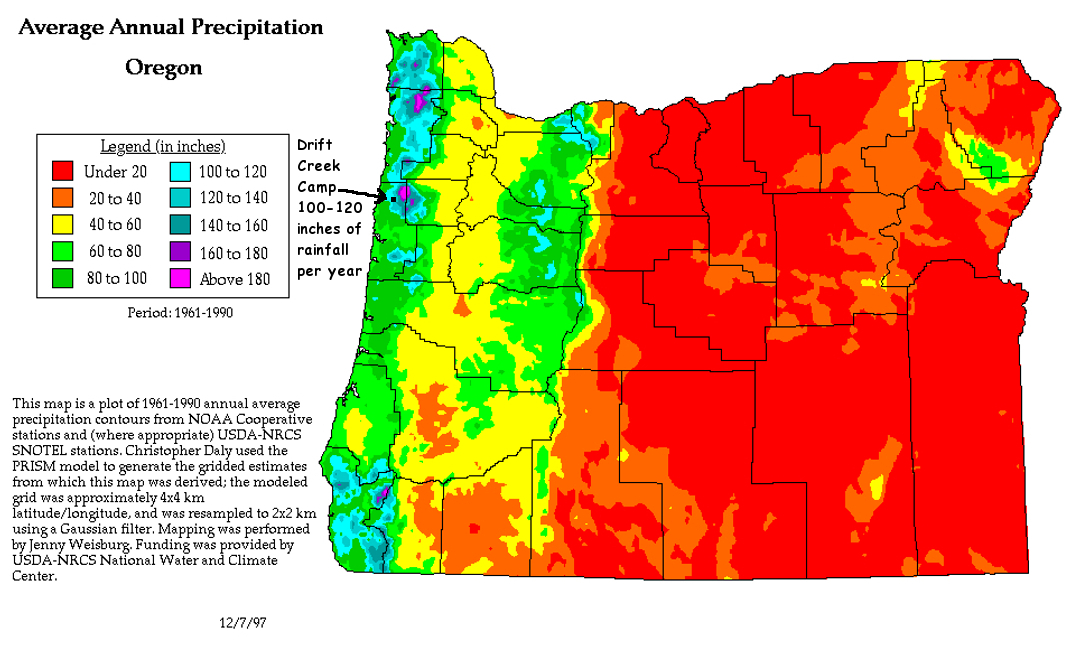 Average Annual Precipitation
Oregon
Legend (in inches)
Under 20
20 to 40
40 to 60
60 to 80
80 to 100
100 to 120
120 to 140
140 to 160
160 to 180
Above 180
Period: 1961-1990
Drift
Creek
Camp
100-120
inches of
rainfall
per year
This map is a plot of 1961-1990 annual average
precipitation contours from NOAA Cooperative
stations and (where appropriate) USDA-NRCS
SNOTEL stations. Christopher Daly used the
PRISM model to generate the gridded estimates
from which this map was derived; the modeled
grid was approximately 4x4 km
latitude/longitude, and was resampled to 2x2 km
using a Gaussian filter. Mapping was performed
by Jenny Weisburg. Funding was provided by
USDA-NRCS National Water and Climate
Center.
12/7/97